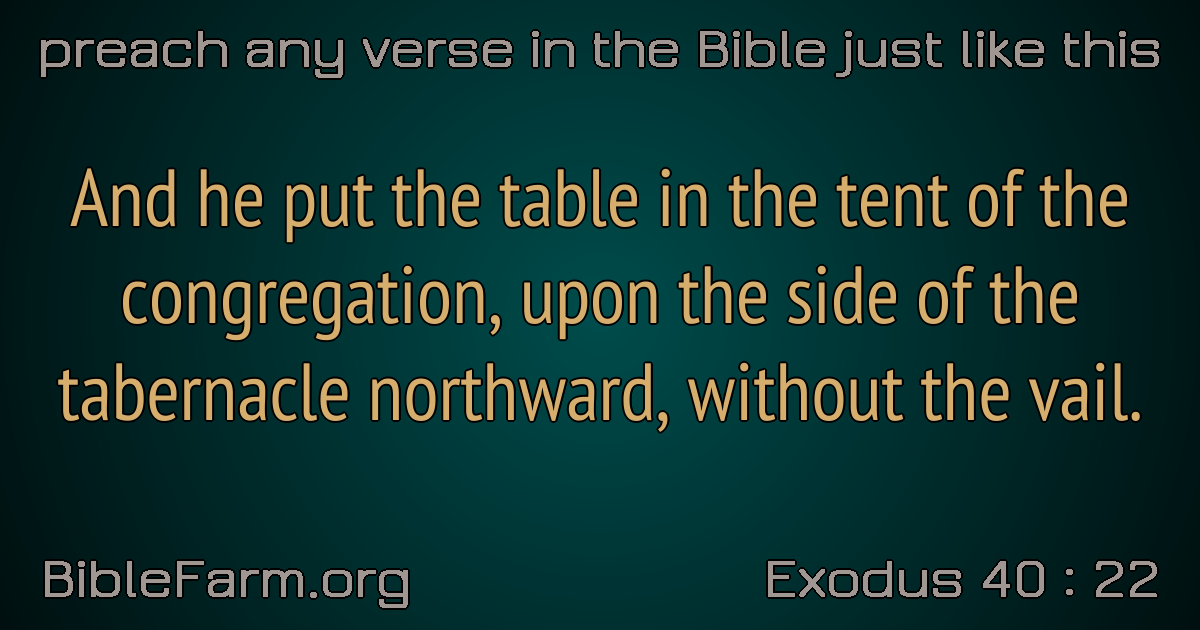 preach any verse in the Bible just like this
And he put the table in the tent of the
congregation, upon the side of the
tabernacle northward, without the vail.
BibleFarm.org
Exodus 40 : 22